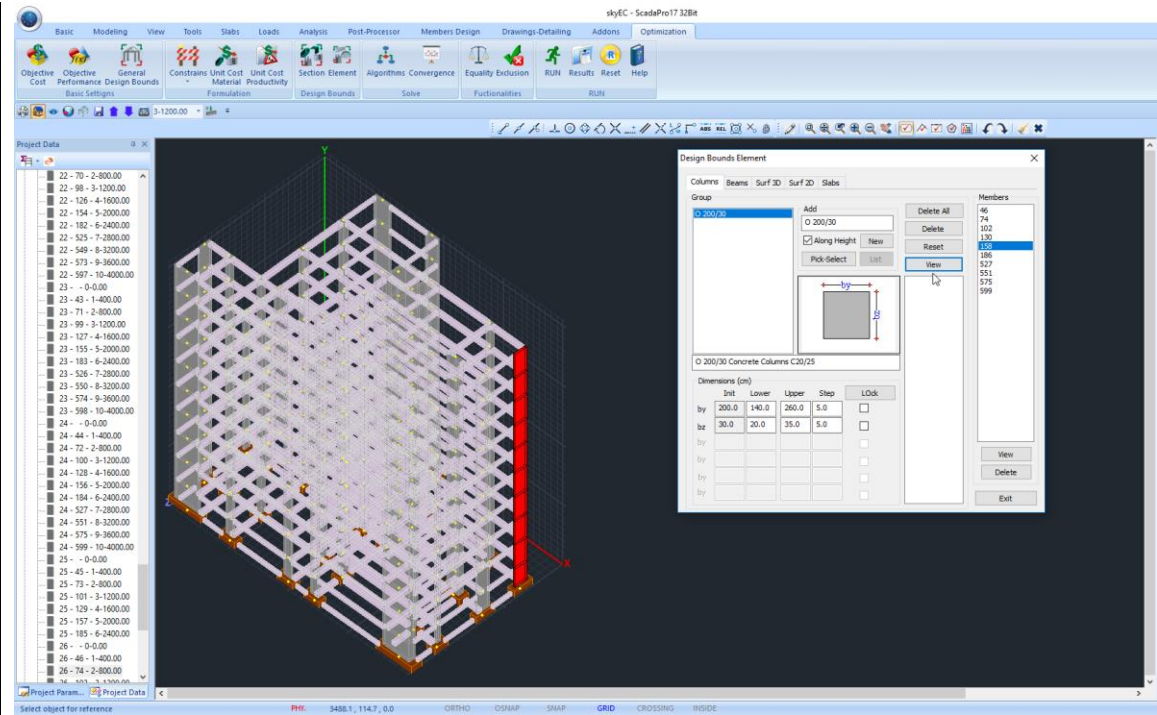 skyEC - ScadaPro17 32Bit
Basic Modeling View Tools Slabs Loads Analysis Post-Processor Members Design Drawings-Detailing Addons Optimization
Objective Cost Objective Performance General Design Bounds Constrains Unit Cost Material Unit Cost Productivity Section Element Algorithms Convergence Equality Exclusion RUN Results Reset Help
Basic Settigns Formulation Design Bounds Solve Fuctionalities RUN
3-1200.00
ABS REL
Project Data
22 - 70 - 2-800.00
22 - 98 - 3-1200.00
22 - 126 - 4-1600.00
22 - 154 - 5-2000.00
22 - 182 - 6-2400.00
22 - 525 - 7-2800.00
22 - 549 - 8-3200.00
22 - 573 - 9-3600.00
22 - 597 - 10-4000.00
23 - - 0-0.00
23 - 43 - 1-400.00
23 - 71 - 2-800.00
23 - 99 - 3-1200.00
23 - 127 - 4-1600.00
23 - 155 - 5-2000.00
23 - 183 - 6-2400.00
23 - 526 - 7-2800.00
23 - 550 - 8-3200.00
23 - 574 - 9-3600.00
23 - 598 - 10-4000.00
24 - - 0-0.00
24 - 44 - 1-400.00
24 - 72 - 2-800.00
24 - 100 - 3-1200.00
24 - 128 - 4-1600.00
24 - 156 - 5-2000.00
24 - 184 - 6-2400.00
24 - 527 - 7-2800.00
24 - 551 - 8-3200.00
24 - 575 - 9-3600.00
24 - 599 - 10-4000.00
25 - - 0-0.00
25 - 45 - 1-400.00
25 - 73 - 2-800.00
25 - 101 - 3-1200.00
25 - 129 - 4-1600.00
25 - 157 - 5-2000.00
25 - 185 - 6-2400.00
26 - - 0-0.00
26 - 46 - 1-400.00
26 - 74 - 2-800.00
Project Param... Project Data
Y
Z
X
Design Bounds Element
Columns Beams Surf 3D Surf 2D Slabs
Group
O 200/30
Add
O 200/30
Along Height New
Pick-Select List
Delete All
Delete
Reset
View
by
bz
O 200/30 Concrete Columns C20/25
Dimensions (cm)
Init Lower Upper Step LOck
by 200.0 140.0 260.0 5.0
bz 30.0 20.0 35.0 5.0
by
by
by
by
Members
46
74
102
130
158
186
527
551
575
599
View
Delete
Exit
Select object for reference PHY. 3488.1 , 114.7 , 0.0 ORTHO OSNAP SNAP GRID CROSSING INSIDE